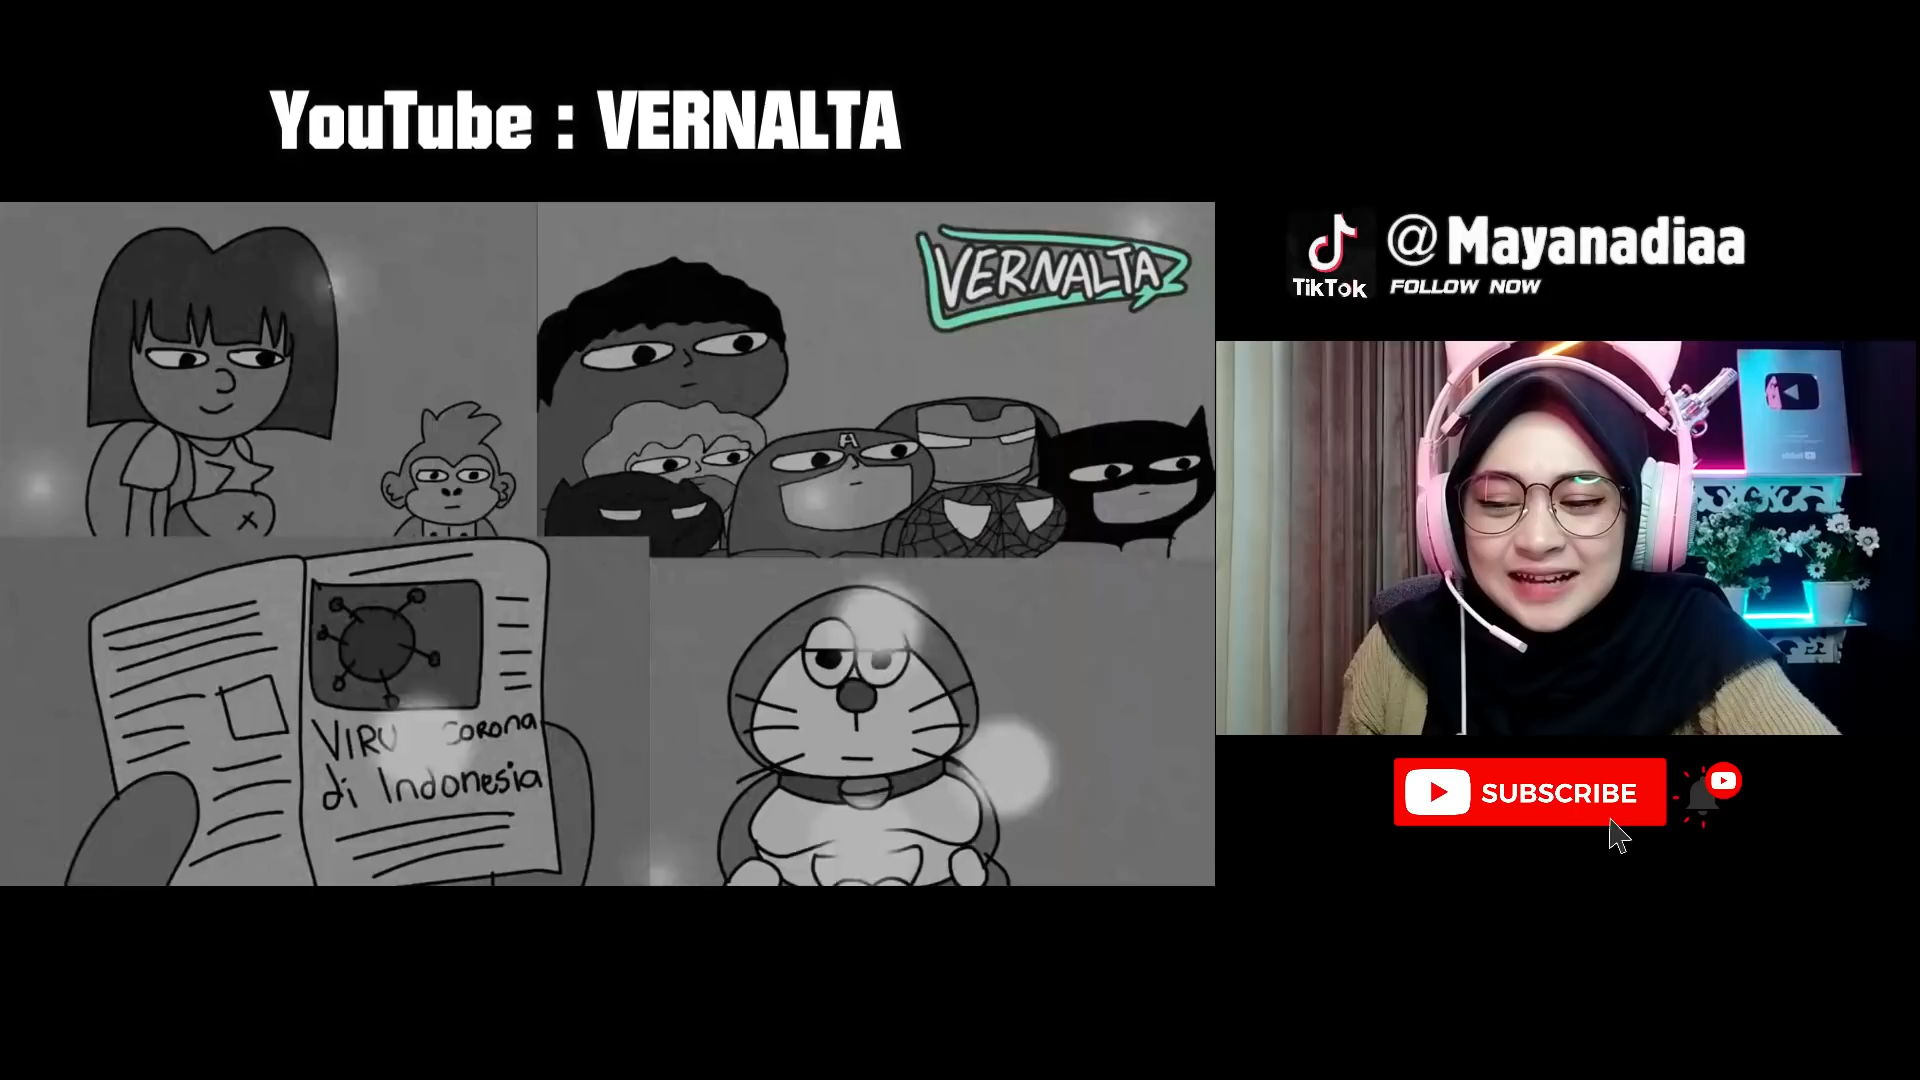 YouTube : VERNALTA
VERNALTA
TikTok
@Mayanadiaa
FOLLOW NOW
A
VIRU CORONA
di Indonesia
SUBSCRIBE